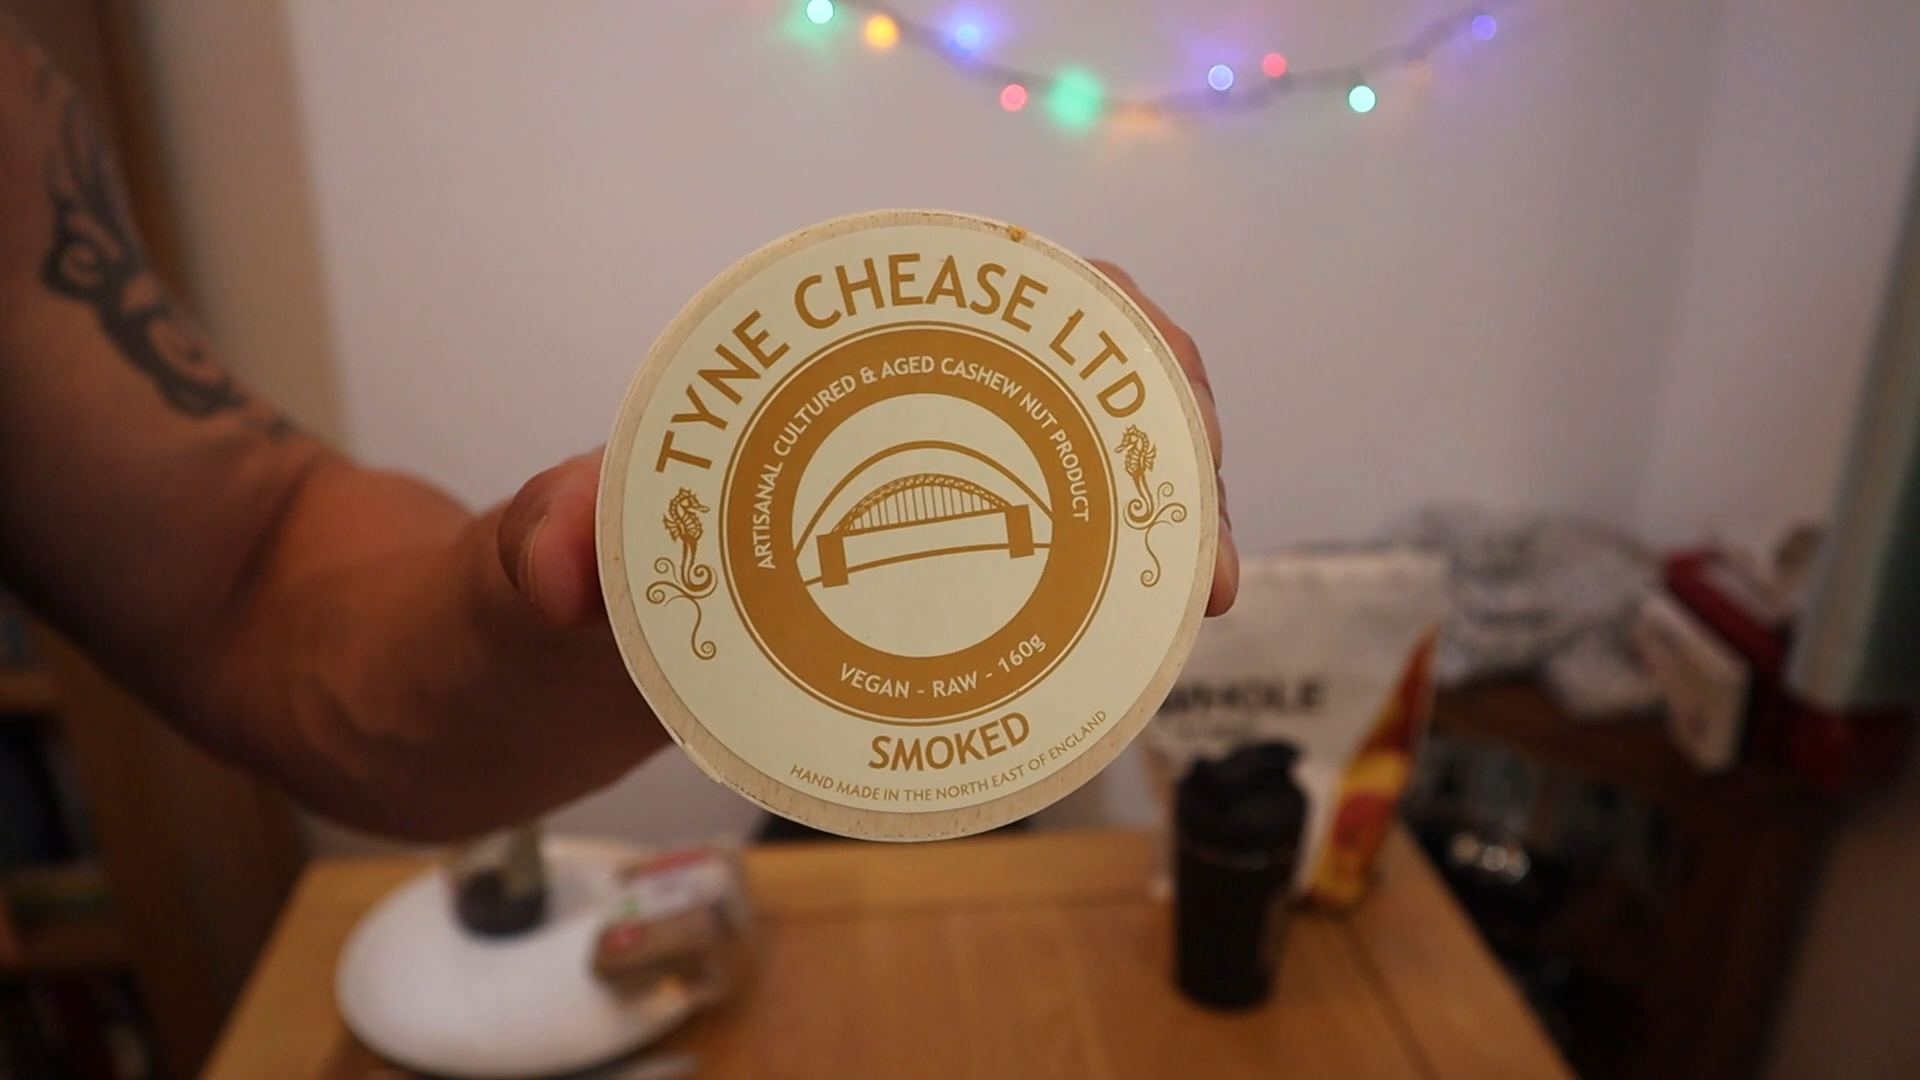 TYNE CHEASE LTD
ARTISANAL CULTURED & AGED CASHEW NUT PRODUCT
VEGAN - RAW - 160g
SMOKED
HAND MADE IN THE NORTH EAST OF ENGLAND
WHOLE